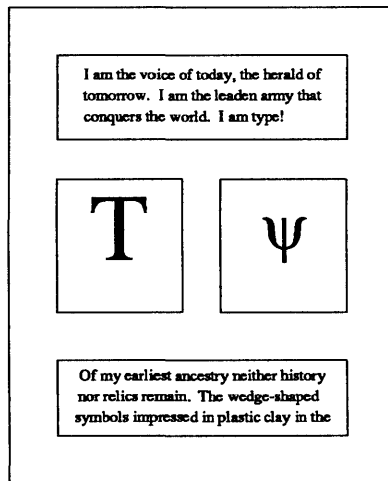 I am the voice of today, the herald of
tomorrow. I am the leaden army that
conquers the world. I am type!
T ψ
Of my earliest ancestry neither history
nor relics remain. The wedge-shaped
symbols impressed in plastic clay in the